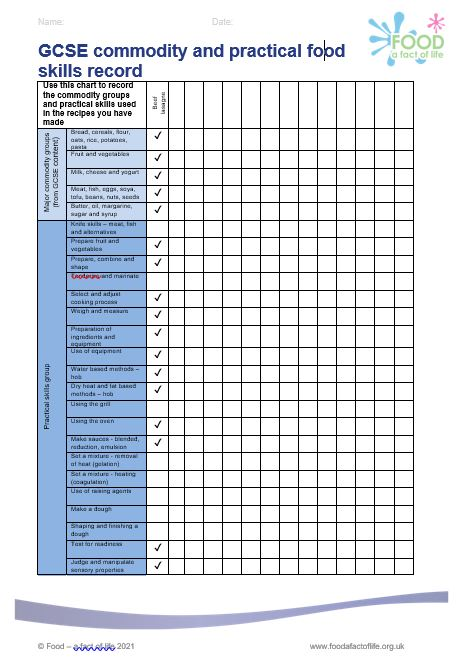 Name:
Date:
FOOD
a fact of life
GCSE commodity and practical food
skills record
Use this chart to record
the commodity groups
and practical skills used
in the recipes you have
made
Beef
lasagne
Major commodity groups
(from GCSE content)
Bread, cereals, flour,
oats, rice, potatoes,
pasta
Fruit and vegetables
Milk, cheese and yogurt
Meat, fish, eggs, soya,
tofu, beans, nuts, seeds
Butter, oil, margarine,
sugar and syrup
Practical skills group
Knife skills – meat, fish
and alternatives
Prepare fruit and
vegetables
Prepare, combine and
shape
and marinate
Select and adjust
cooking process
Weigh and measure
Preparation of
ingredients and
equipment
Use of equipment
Water based methods –
hob
Dry heat and fat based
methods – hob
Using the grill
Using the oven
Make sauces - blended,
reduction, emulsion
Set a mixture - removal
of heat (gelation)
Set a mixture - heating
(coagulation)
Use of raising agents
Make a dough
Shaping and finishing a
dough
Test for readiness
Judge and manipulate
sensory properties
© Food – a fact of life 2021
www.foodafactoflife.org.uk